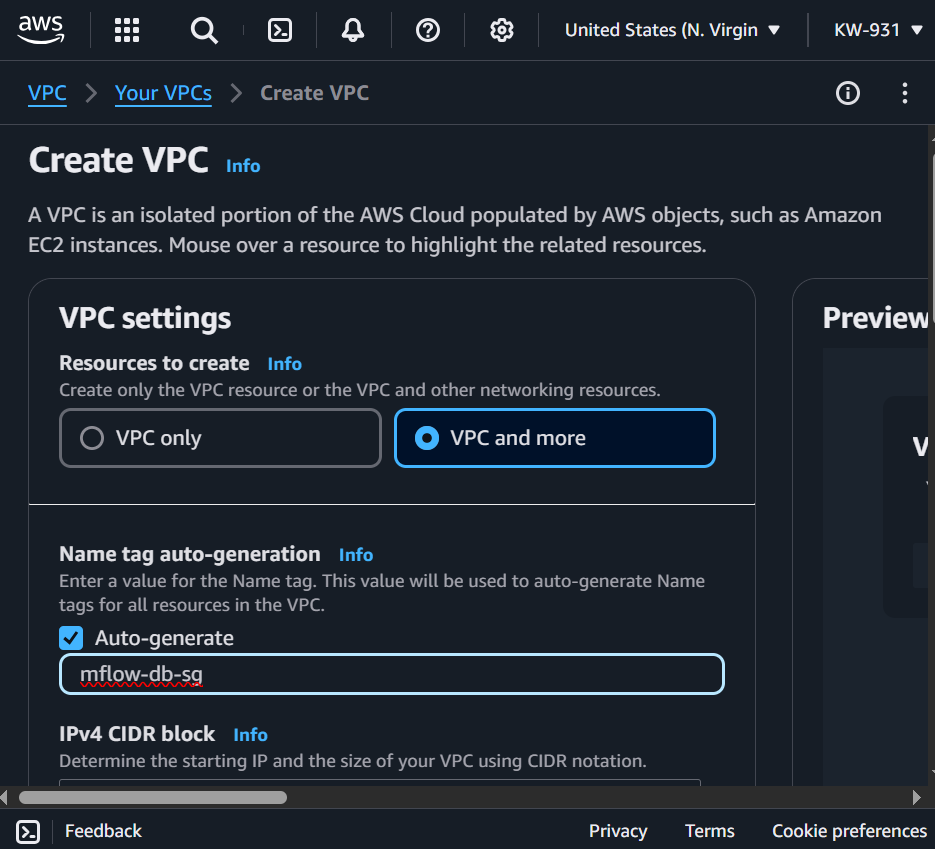 aws
United States (N. Virgin
KW-931
VPC
Your VPCs
Create VPC
Create VPC Info
A VPC is an isolated portion of the AWS Cloud populated by AWS objects, such as Amazon
EC2 instances. Mouse over a resource to highlight the related resources.
VPC settings
Resources to create Info
Create only the VPC resource or the VPC and other networking resources.
VPC only
VPC and more
Name tag auto-generation Info
Enter a value for the Name tag. This value will be used to auto-generate Name
tags for all resources in the VPC.
Auto-generate
mflow-db-sg
IPv4 CIDR block Info
Determine the starting IP and the size of your VPC using CIDR notation.
Preview
Feedback
Privacy
Terms
Cookie preferences